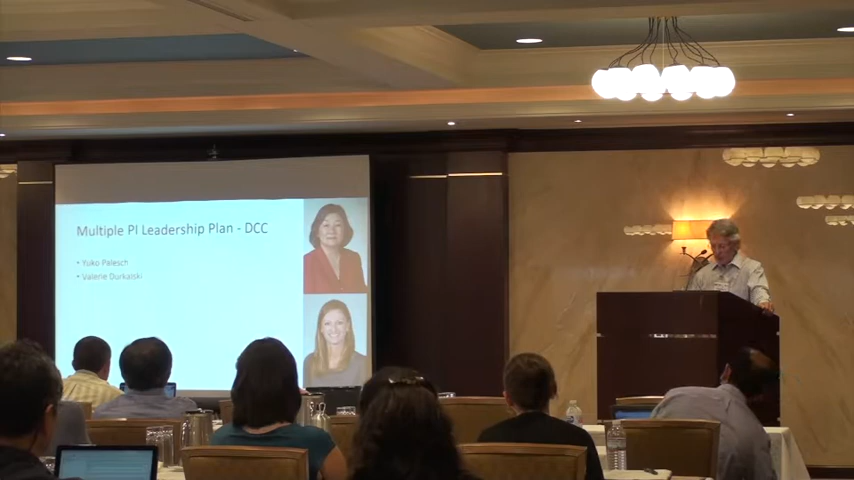 Multiple PI Leadership Plan - DCC
• Yuko Palesch
• Valerie Durkalski